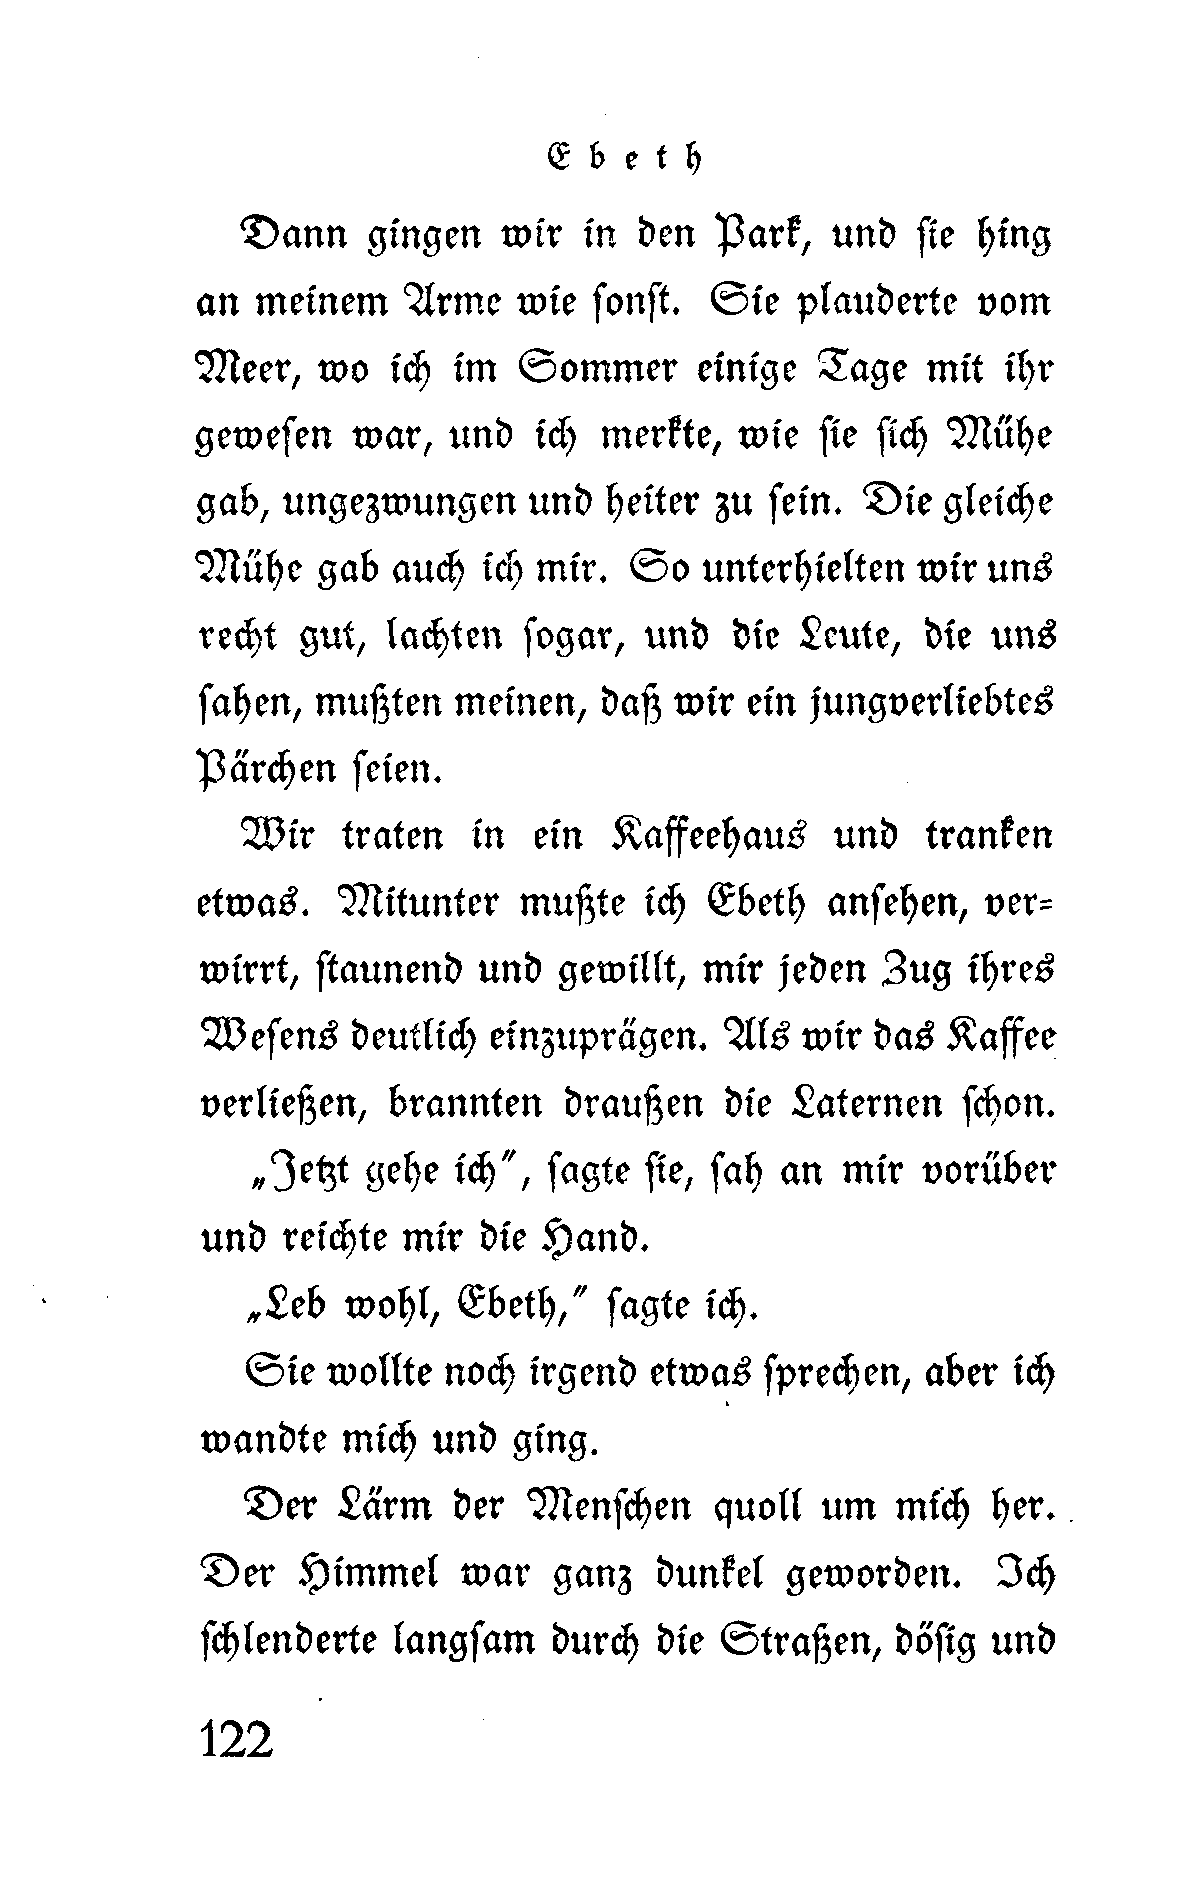 Ebeth
Dann gingen wir in den Park, und sie hing
an meinem Arme wie sonst. Sie plauderte vom
Meer, wo ich im Sommer einige Tage mit ihr
gewesen war, und ich merkte, wie sie sich Mühe
gab, ungezwungen und heiter zu sein. Die gleiche
Mühe gab auch ich mir. So unterhielten wir uns
recht gut, lachten sogar, und die Leute, die uns
sahen, mußten meinen, daß wir ein jungverliebtes
Pärchen seien.
Wir traten in ein Kaffeehaus und tranken
etwas. Mitunter mußte ich Ebeth ansehen, ver-
wirrt, staunend und gewillt, mir jeden Zug ihres
Wesens deutlich einzuprägen. Als wir das Kaffee
verließen, brannten draußen die Laternen schon.
„Jetzt gehe ich", sagte sie, sah an mir vorüber
und reichte mir die Hand.
„Leb wohl, Ebeth," sagte ich.
Sie wollte noch irgend etwas sprechen, aber ich
wandte mich und ging.
Der Lärm der Menschen quoll um mich her.
Der Himmel war ganz dunkel geworden. Ich
schlenderte langsam durch die Straßen, dösig und
122